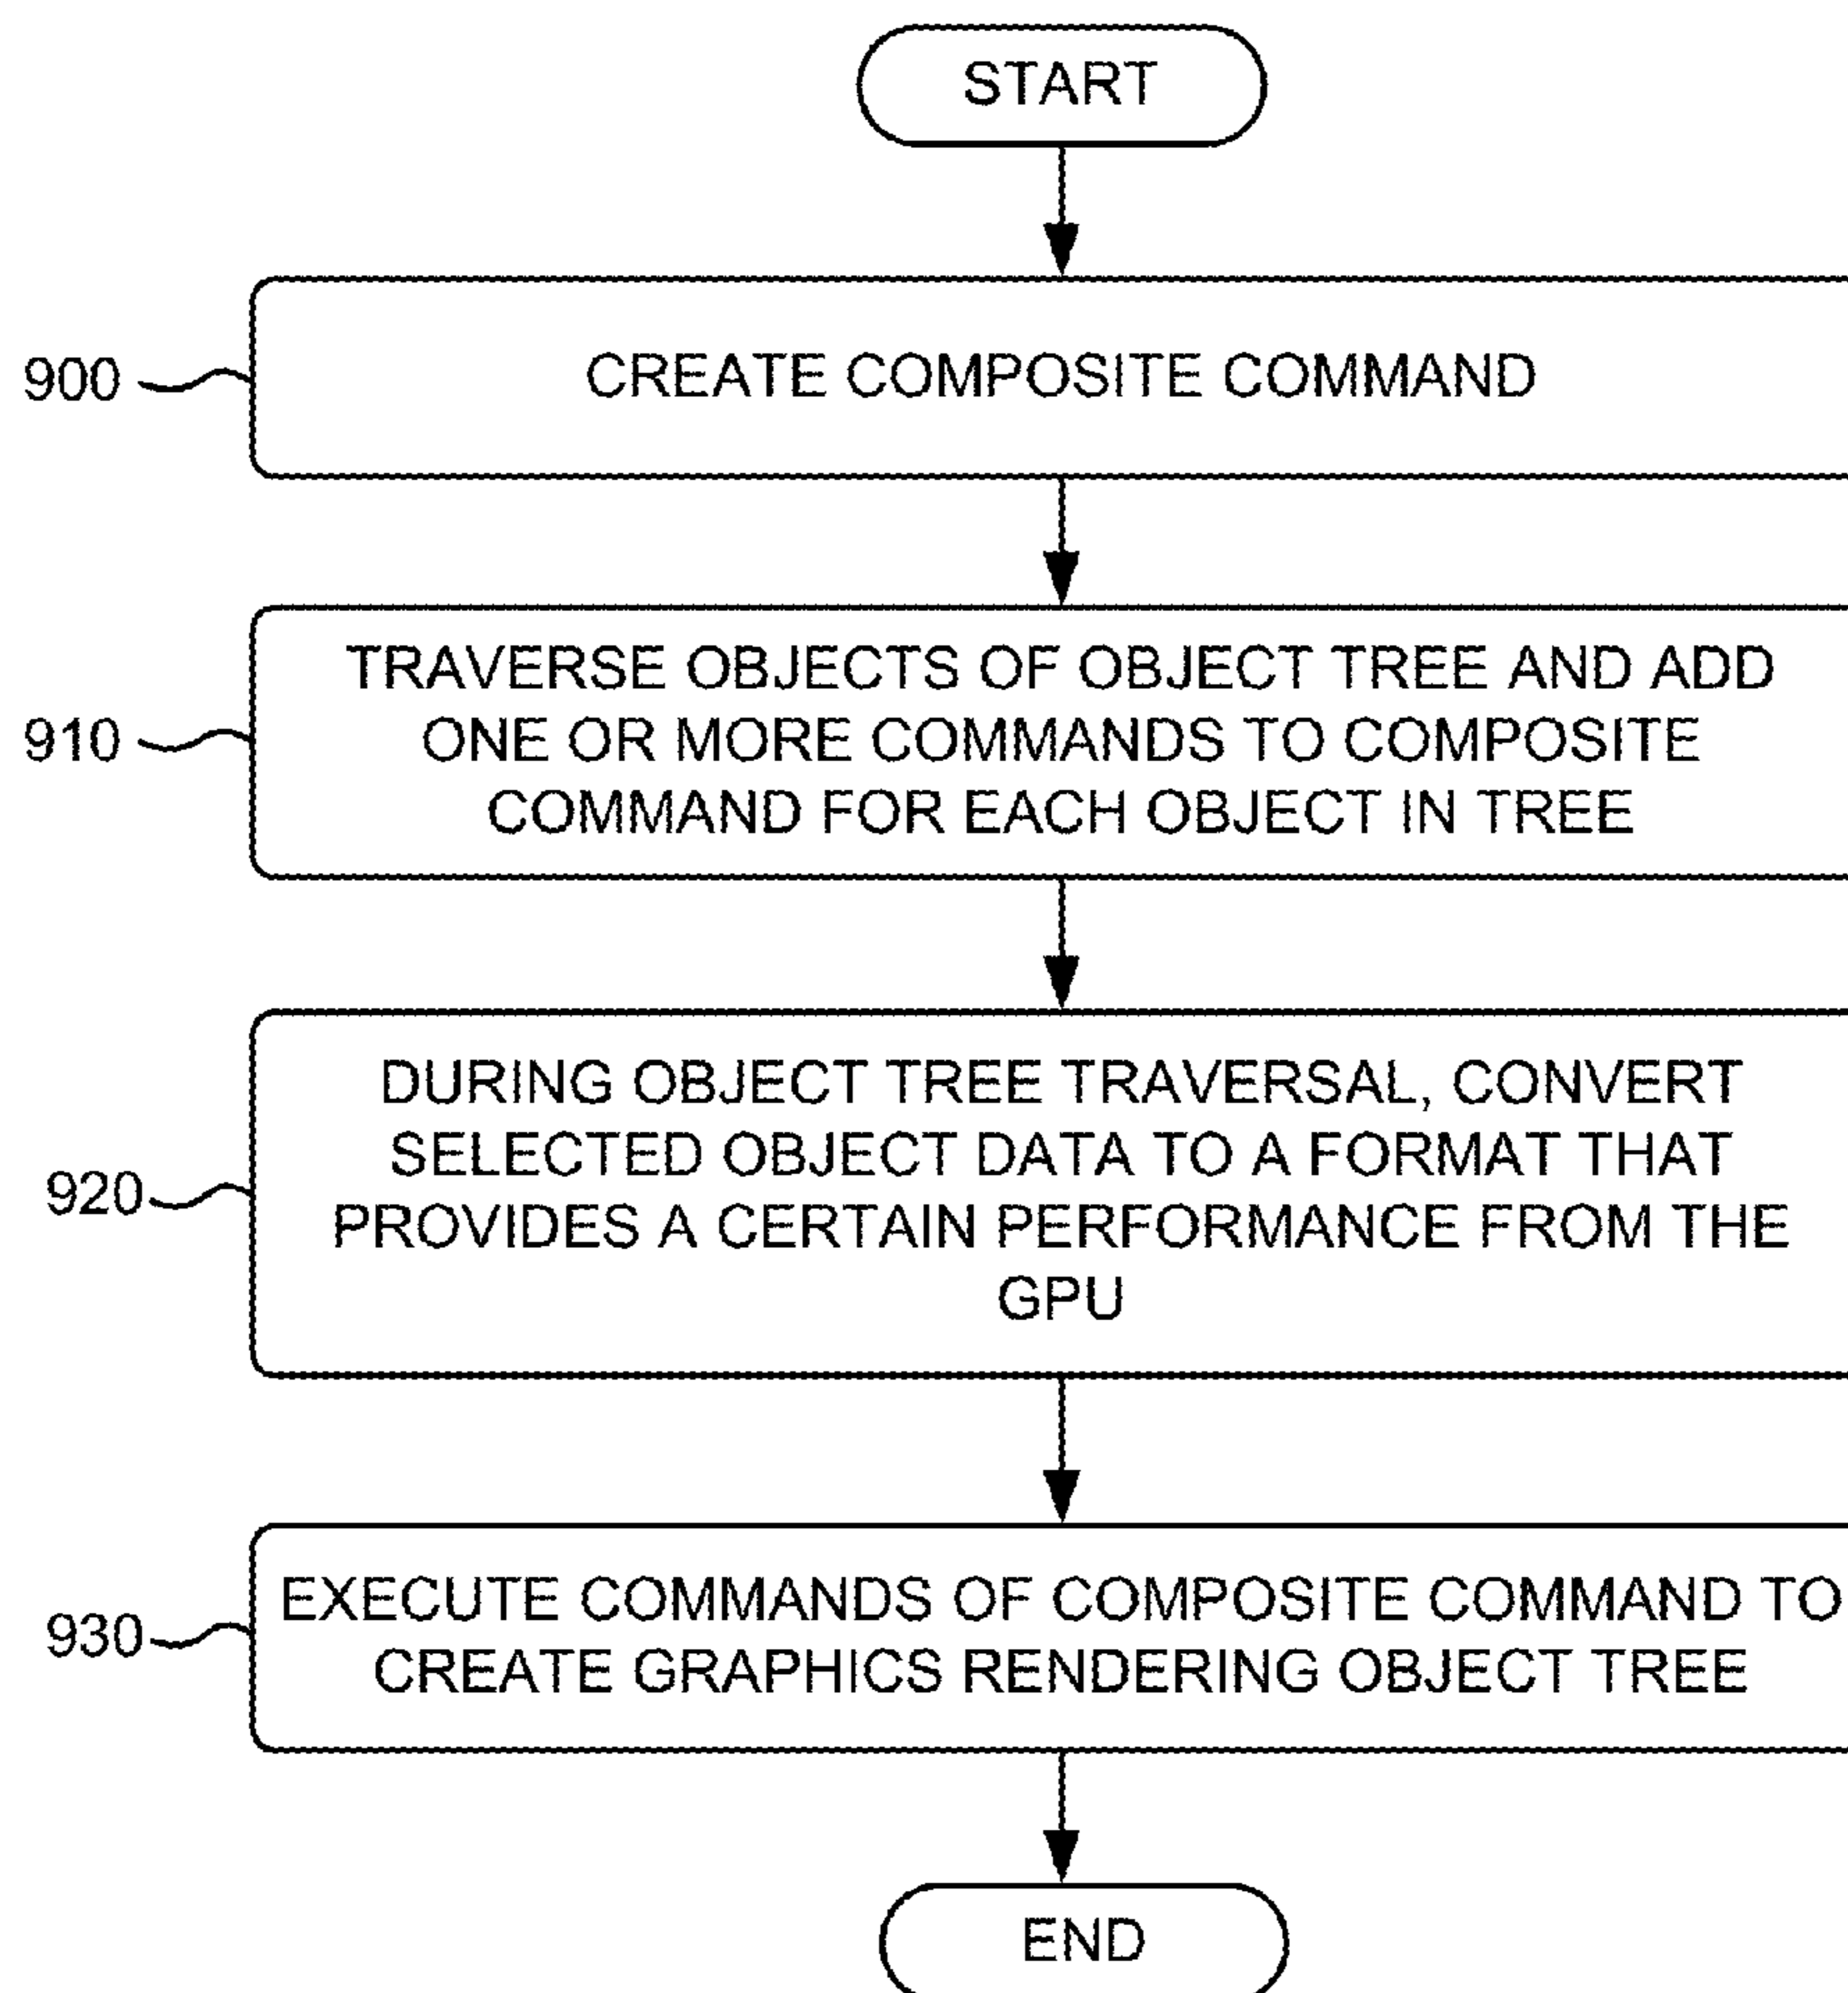 START
900
CREATE COMPOSITE COMMAND
910
TRAVERSE OBJECTS OF OBJECT TREE AND ADD
ONE OR MORE COMMANDS TO COMPOSITE
COMMAND FOR EACH OBJECT IN TREE
920
DURING OBJECT TREE TRAVERSAL, CONVERT
SELECTED OBJECT DATA TO A FORMAT THAT
PROVIDES A CERTAIN PERFORMANCE FROM THE
GPU
930
EXECUTE COMMANDS OF COMPOSITE COMMAND TO
CREATE GRAPHICS RENDERING OBJECT TREE
END